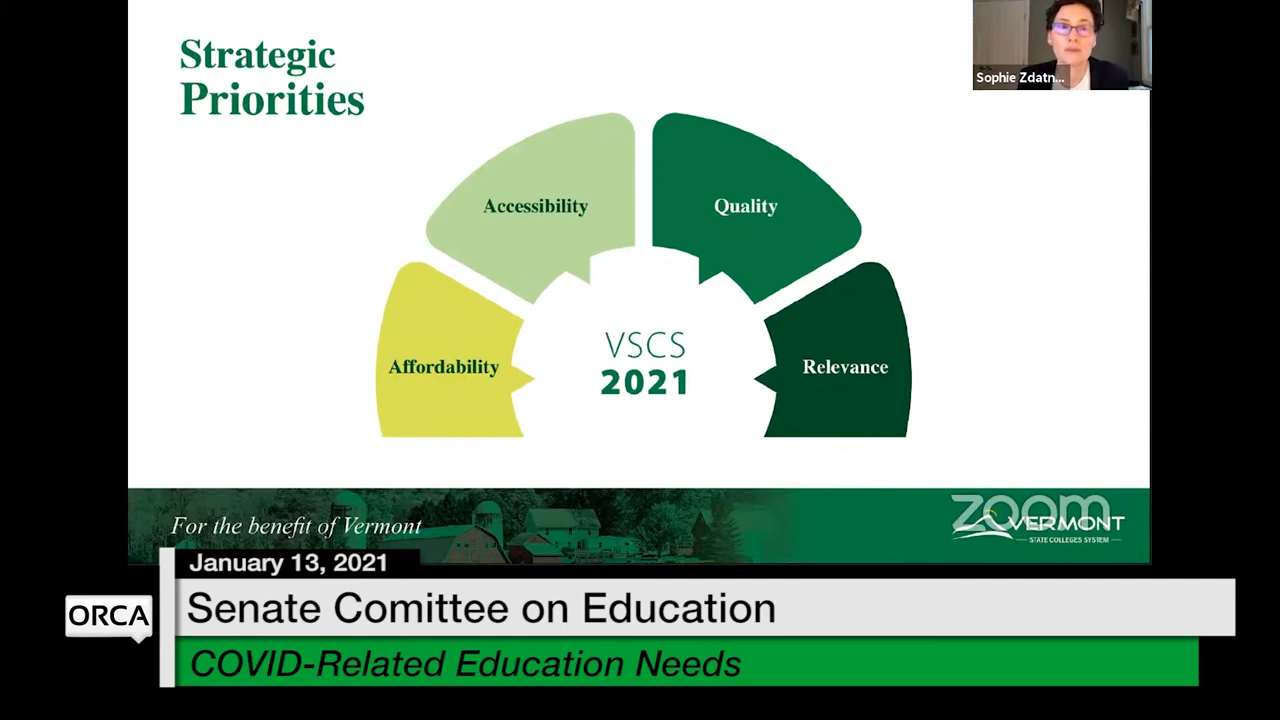 Strategic
Priorities
Sophie Zdatn...
Accessibility
Quality
Affordability
VSCS
2021
Relevance
For the benefit of Vermont
zoom
VERMONT
STATE COLLEGES SYSTEM
January 13, 2021
ORCA
Senate Comittee on Education
COVID-Related Education Needs